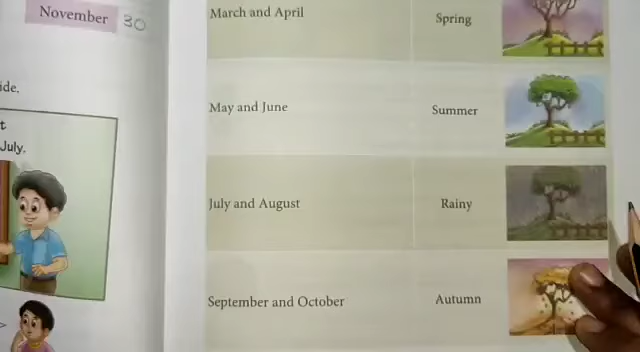 November 30
ide,
t
July.
March and April Spring
May and June Summer
July and August Rainy
September and October Autumn